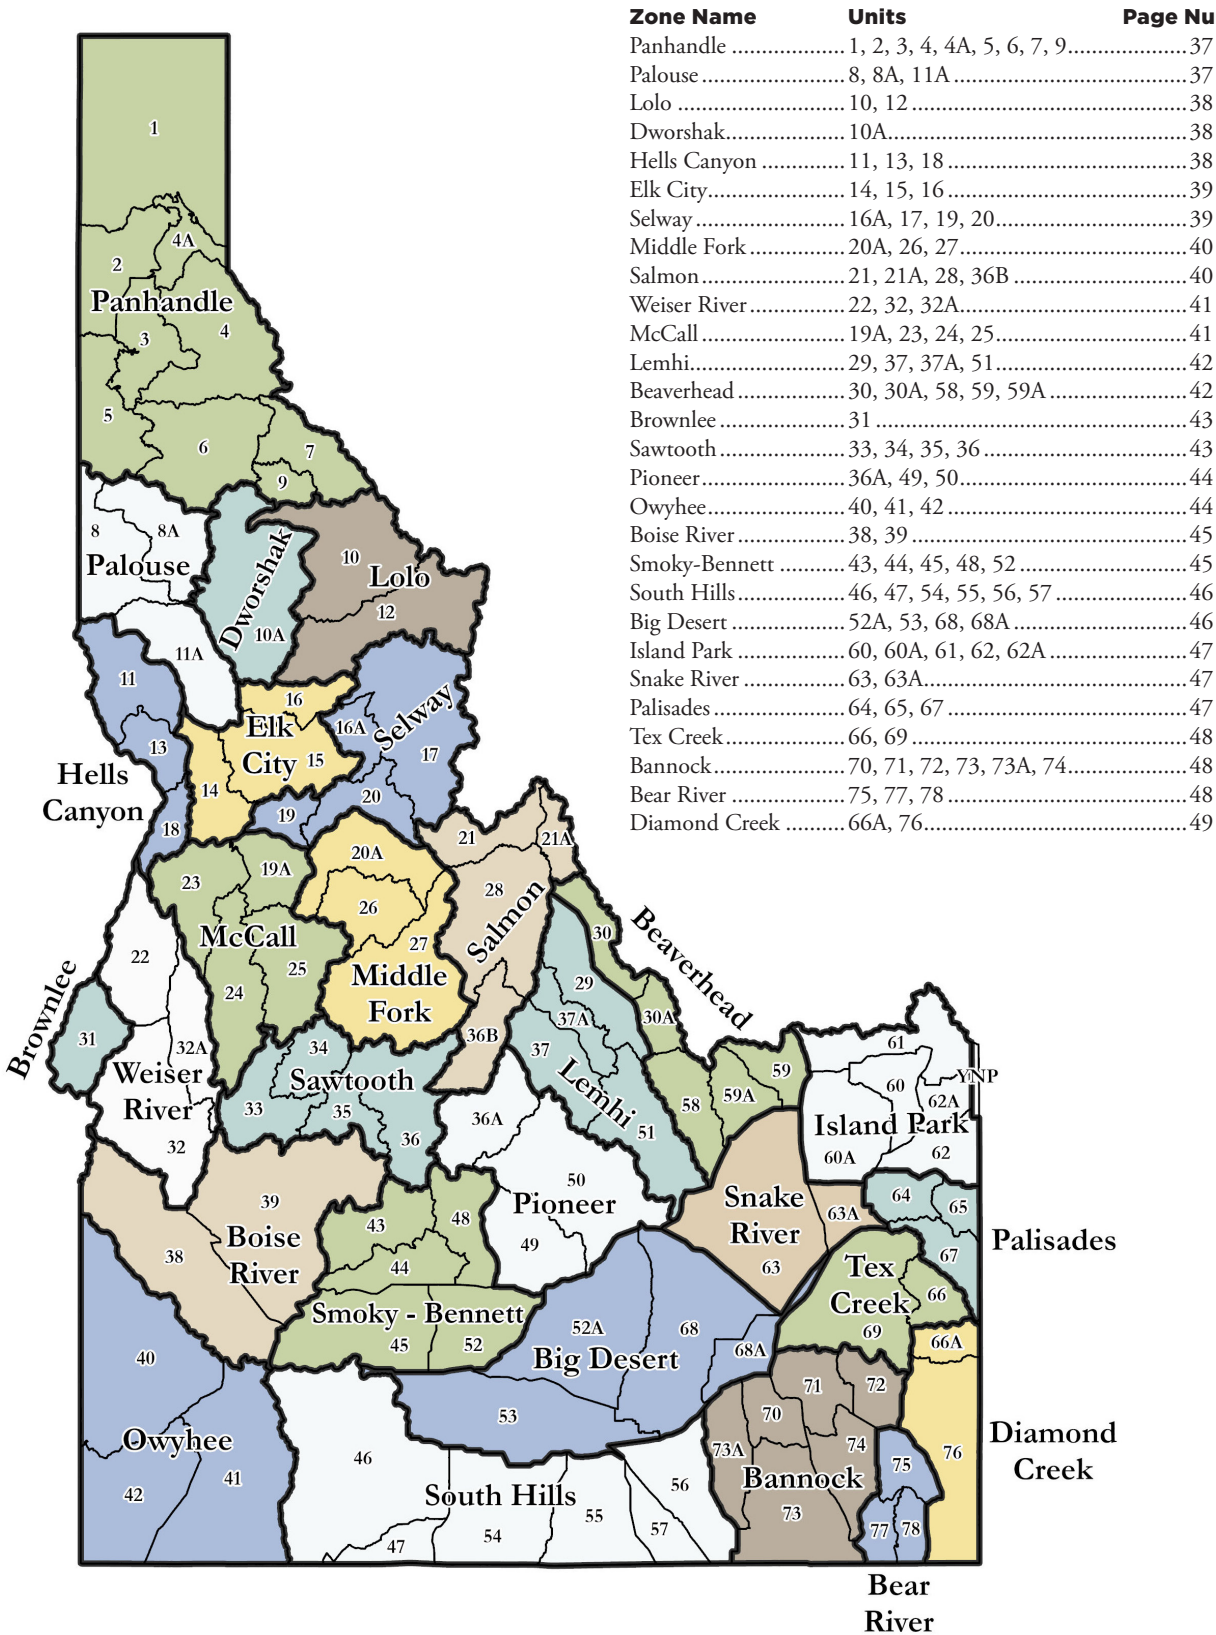 Zone Name Units Page Nu
Panhandle ...................... 1, 2, 3, 4, 4A, 5, 6, 7, 9....................... 37
Palouse ............................ 8, 8A, 11A ............................................. 37
Lolo ................................ 10, 12 ..................................................... 38
Dworshak....................... 10A.......................................................... 38
Hells Canyon ................ 11, 13, 18 .............................................. 38
Elk City.......................... 14, 15, 16 ............................................... 39
Selway ............................. 16A, 17, 19, 20..................................... 39
Middle Fork .................. 20A, 26, 27 ............................................ 40
Salmon ............................ 21, 21A, 28, 36B ................................. 40
Weiser River ................... 22, 32, 32A............................................ 41
McCall ............................ 19A, 23, 24, 25..................................... 41
Lemhi.............................. 29, 37, 37A, 51..................................... 42
Beaverhead ..................... 30, 30A, 58, 59, 59A ........................... 42
Brownlee ........................ 31 ............................................................ 43
Sawtooth ........................ 33, 34, 35, 36 ........................................ 43
Pioneer............................ 36A, 49, 50............................................ 44
Owyhee........................... 40, 41, 42 ............................................... 44
Boise River ..................... 38, 39 ..................................................... 45
Smoky-Bennett ............. 43, 44, 45, 48, 52 ................................. 45
South Hills..................... 46, 47, 54, 55, 56, 57 .......................... 46
Big Desert ...................... 52A, 53, 68, 68A .................................. 46
Island Park ..................... 60, 60A, 61, 62, 62A ........................... 47
Snake River .................... 63, 63A................................................... 47
Palisades ......................... 64, 65, 67 ............................................... 47
Tex Creek....................... 66, 69 ..................................................... 48
Bannock.......................... 70, 71, 72, 73, 73A, 74....................... 48
Bear River ...................... 75, 77, 78 ............................................... 48
Diamond Creek ............ 66A, 76................................................... 49
1
4A
2
Panhandle
3
4
5
6
7
9
8
8A
Palouse
10
Lolo
Dworshak
12
10A
11A
11
16
16A
Selway
Elk
City
15
13
17
Hells
Canyon
14
20
19
18
21
21A
20A
19A
23
28
26
Salmon
McCall
27
30
Beaverhead
22
25
Middle
Fork
24
29
Brownlee
31
30A
37A
36B
32A
34
37
61
Weiser
River
Sawtooth
59
60
YNP
Lemhi
58
59A
62A
33
35
36A
51
Island Park
32
36
62
60A
50
39
Pioneer
Snake
River
64
65
63A
43
48
38
Boise
River
49
67
Palisades
44
63
Tex
Creek
66
Smoky - Bennett
52A
68
69
66A
45
52
68A
40
Big Desert
71
72
53
70
Owyhee
73A
74
76
Diamond
Creek
46
75
41
Bannock
42
South Hills
56
73
55
57
77
78
54
47
Bear
River